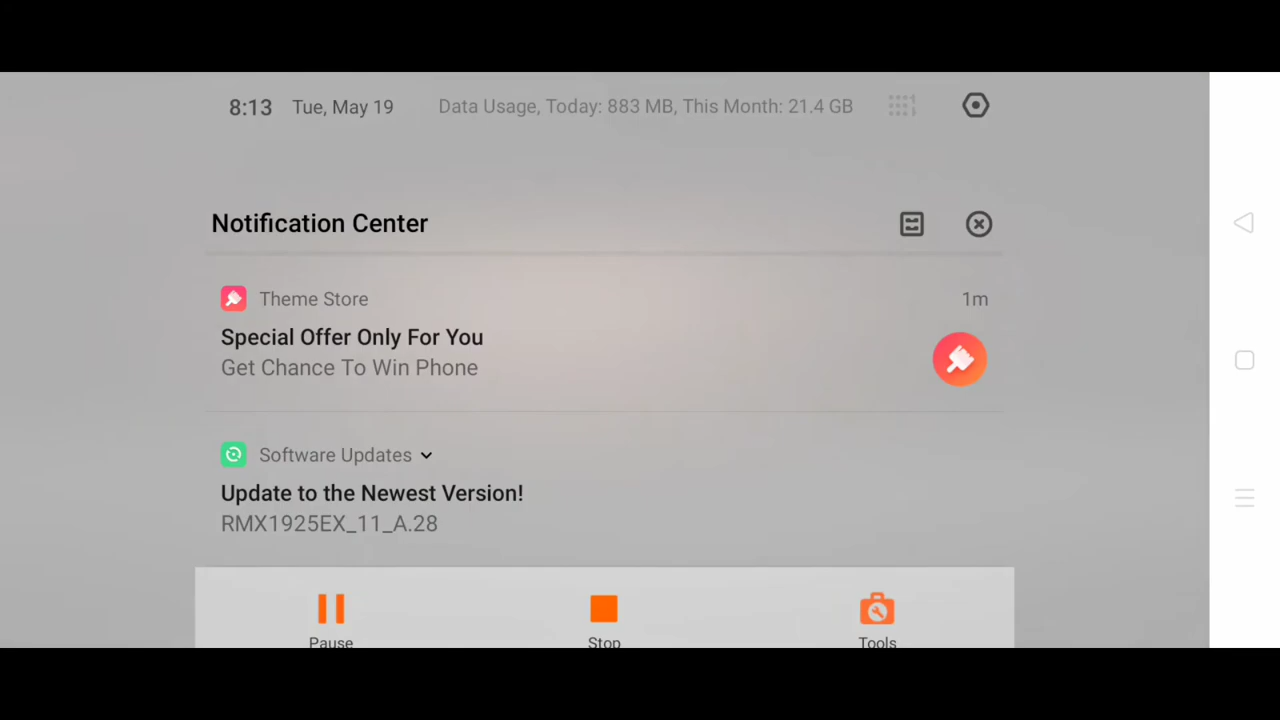 8:13 Tue, May 19 Data Usage, Today: 883 MB, This Month: 21.4 GB
Notification Center
Theme Store 1m
Special Offer Only For You
Get Chance To Win Phone
Software Updates
Update to the Newest Version!
RMX1925EX_11_A.28
Pause Stop Tools